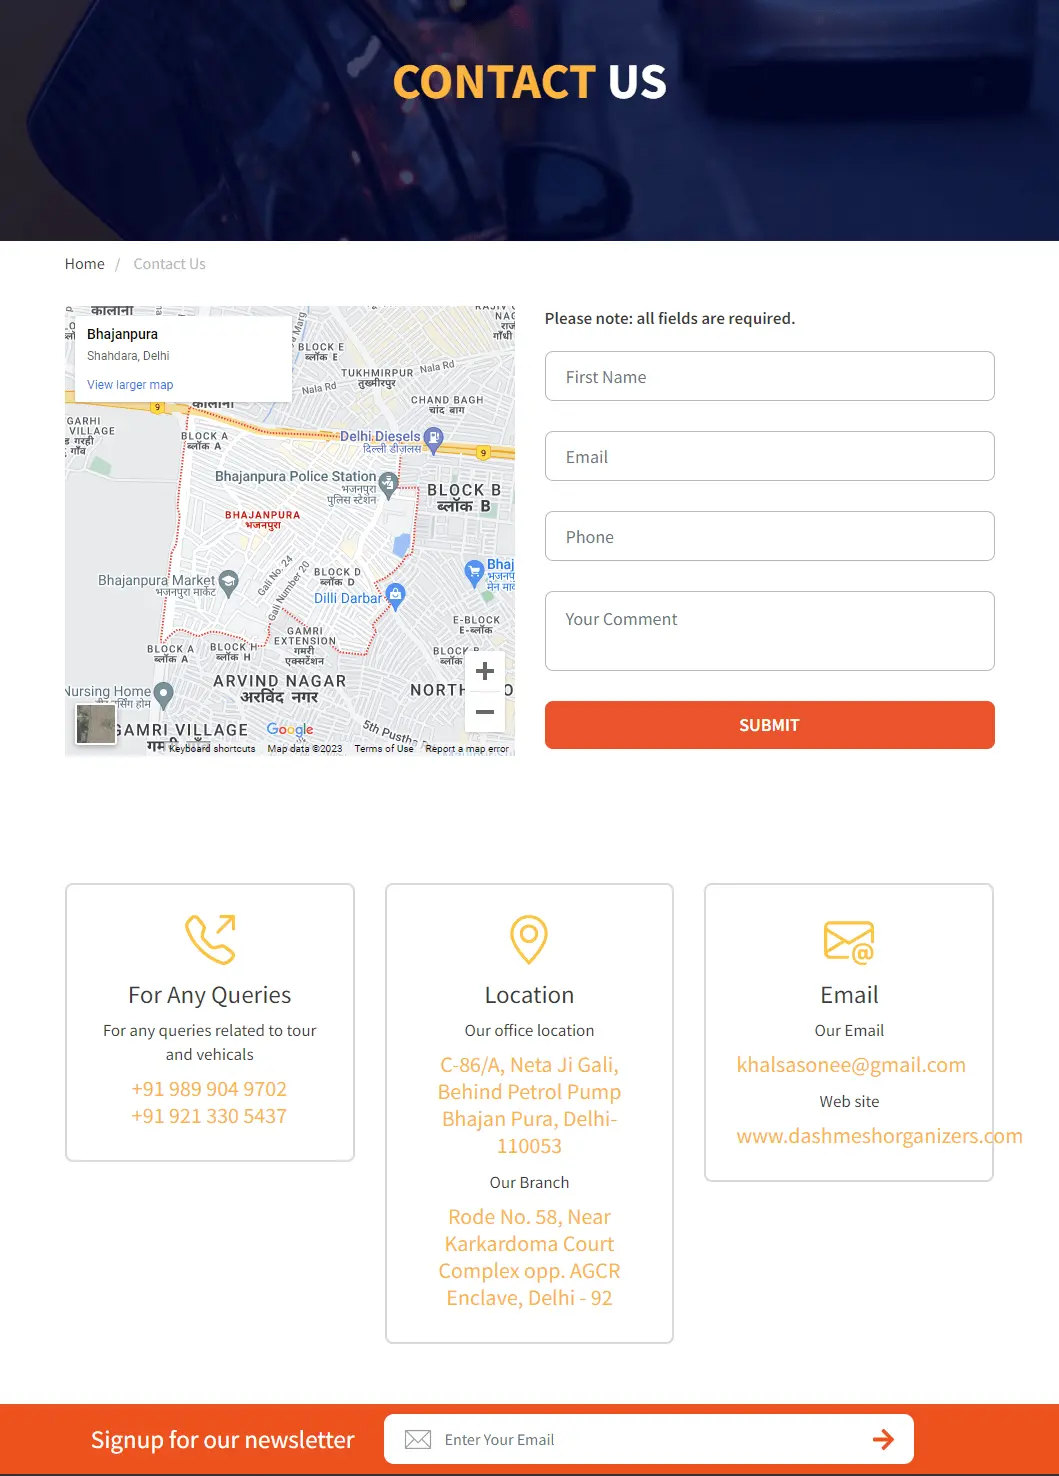 CONTACT US
Home / Contact Us
Bhajanpura
Shahdara, Delhi
View larger map
BLOCK E
ब्लॉक E
TUKHMIRPUR
तुख्मीरपुर
Nala Rd
Nala Rd
CHAND BAGH
चांद बाग
9
BLOCK A
ब्लॉक A
Delhi Diesels
दिल्ली डीज़लस
9
Bhajanpura Police Station
भजनपुरा
पुलिस स्टेशन
BLOCK B
ब्लॉक B
BHAJANPURA
भजनपुरा
Bhajanpura Market
भजनपुरा मार्केट
Gali No. 24
Gali Number 20
BLOCK D
ब्लॉक D
Dilli Darbar
E-BLOCK
E-ब्लॉक
GAMRI
EXTENSION
गमरी
एक्सटेंशन
BLOCK A
ब्लॉक A
BLOCK H
ब्लॉक H
ARVIND NAGAR
अरविंद नगर
Nursing Home
GAMRI VILLAGE
5th Pusta
Google
Keyboard shortcuts
Map data ©2023
Terms of Use
Report a map error
Please note: all fields are required.
First Name
Email
Phone
Your Comment
SUBMIT
For Any Queries
For any queries related to tour
and vehicals
+91 989 904 9702
+91 921 330 5437
Location
Our office location
C-86/A, Neta Ji Gali,
Behind Petrol Pump
Bhajan Pura, Delhi-
110053
Our Branch
Rode No. 58, Near
Karkardoma Court
Complex opp. AGCR
Enclave, Delhi - 92
Email
Our Email
khalsasonee@gmail.com
Web site
www.dashmeshorganizers.com
Signup for our newsletter
Enter Your Email